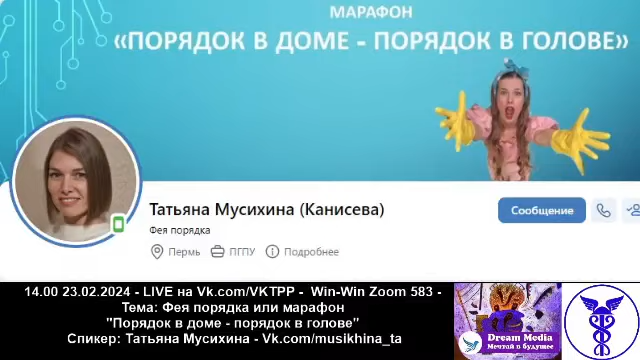 МАРАФОН
«ПОРЯДОК В ДОМЕ - ПОРЯДОК В ГОЛОВЕ»
Татьяна Мусихина (Канисева)
Сообщение
Фея порядка
Пермь ПГПУ Подробнее
14.00 23.02.2024 - LIVE на Vk.com/VKTPP - Win-Win Zoom 583 -
Тема: Фея порядка или марафон
"Порядок в доме - порядок в голове"
Спикер: Татьяна Мусихина - Vk.com/musikhina_ta
Dream Media
Мечтай в будущее